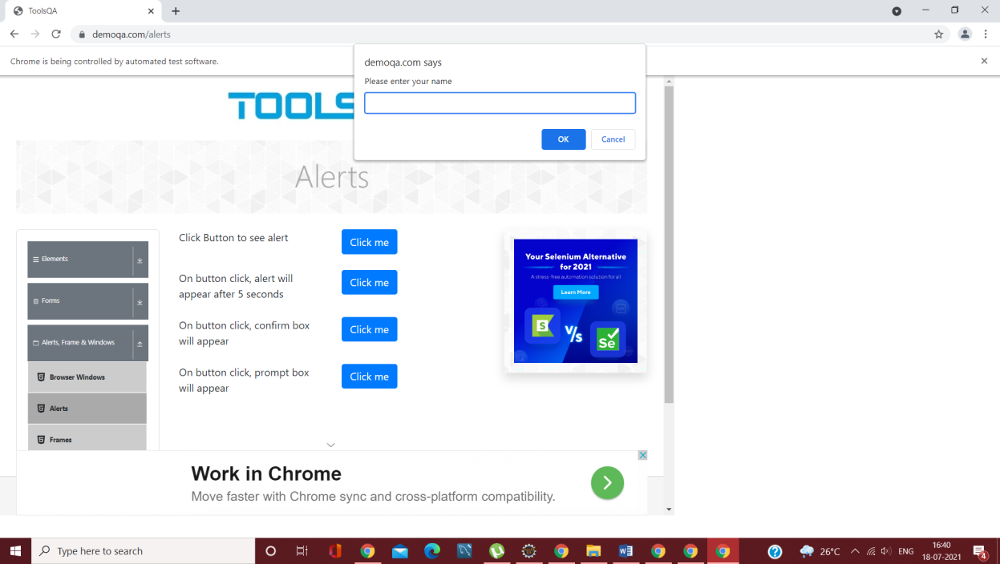 ToolsQA
demoqa.com/alerts
Chrome is being controlled by automated test software.
demoqa.com says
Please enter your name
OK
Cancel
TOOLS
Alerts
Elements
Forms
Alerts, Frame & Windows
Browser Windows
Alerts
Frames
Click Button to see alert
Click me
On button click, alert will
appear after 5 seconds
Click me
On button click, confirm box
will appear
Click me
On button click, prompt box
will appear
Click me
Your Selenium Alternative
for 2021
A stress-free automation solution for all
Learn More
S
V/s
Se
Work in Chrome
Move faster with Chrome sync and cross-platform compatibility.
Type here to search
26°C
ENG
16:40
18-07-2021
4